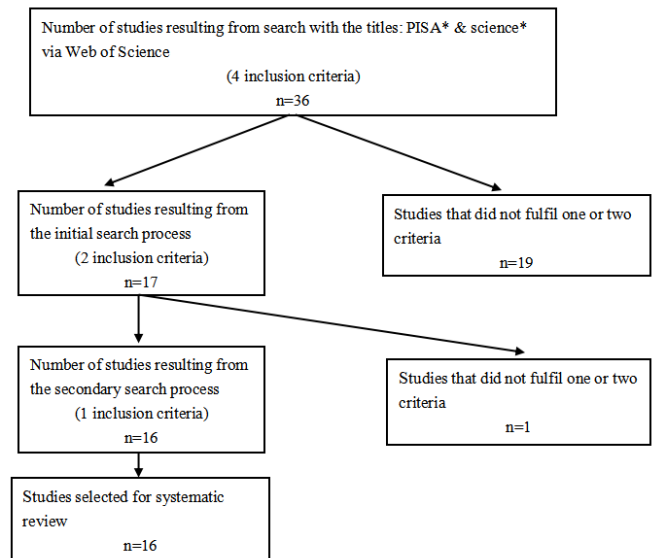 Number of studies resulting from search with the titles: PISA* & science*
via Web of Science
(4 inclusion criteria)
n=36
Number of studies resulting from
the initial search process
(2 inclusion criteria)
n=17
Studies that did not fulfil one or two
criteria
n=19
Number of studies resulting from
the secondary search process
(1 inclusion criteria)
n=16
Studies that did not fulfil one or two
criteria
n=1
Studies selected for systematic
review
n=16